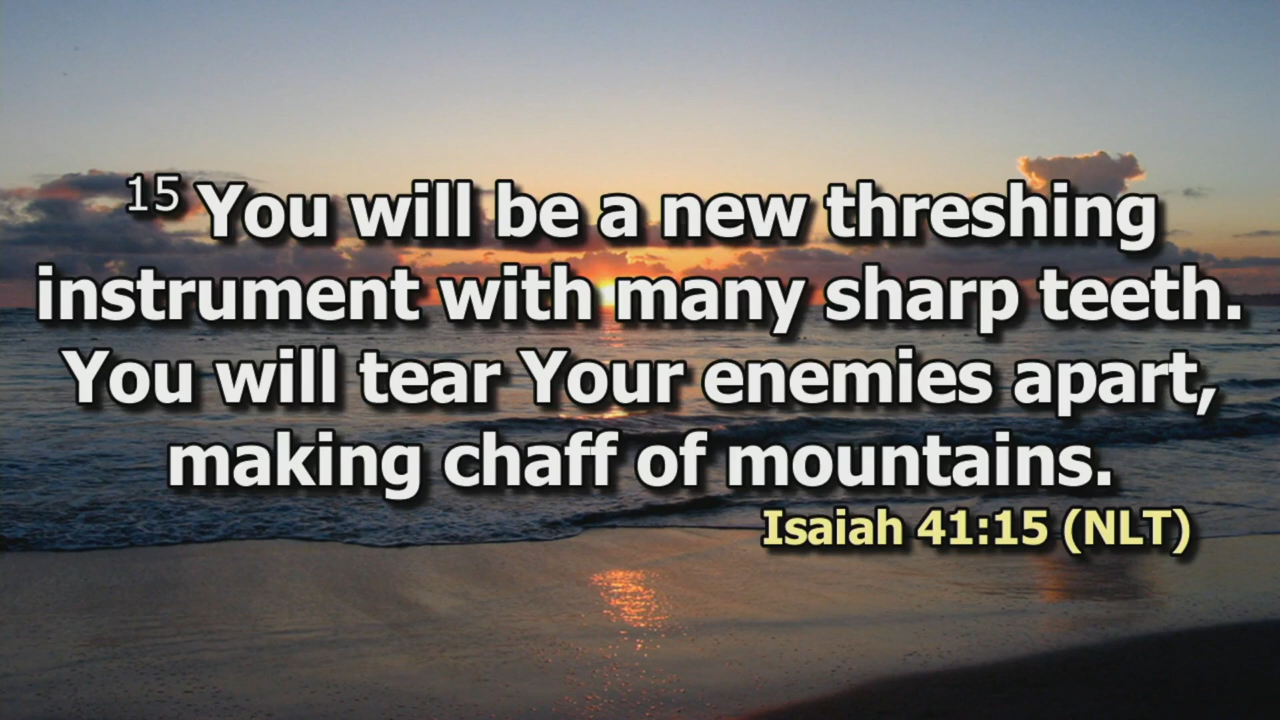 15 You will be a new threshing
instrument with many sharp teeth.
You will tear Your enemies apart,
making chaff of mountains.
Isaiah 41:15 (NLT)